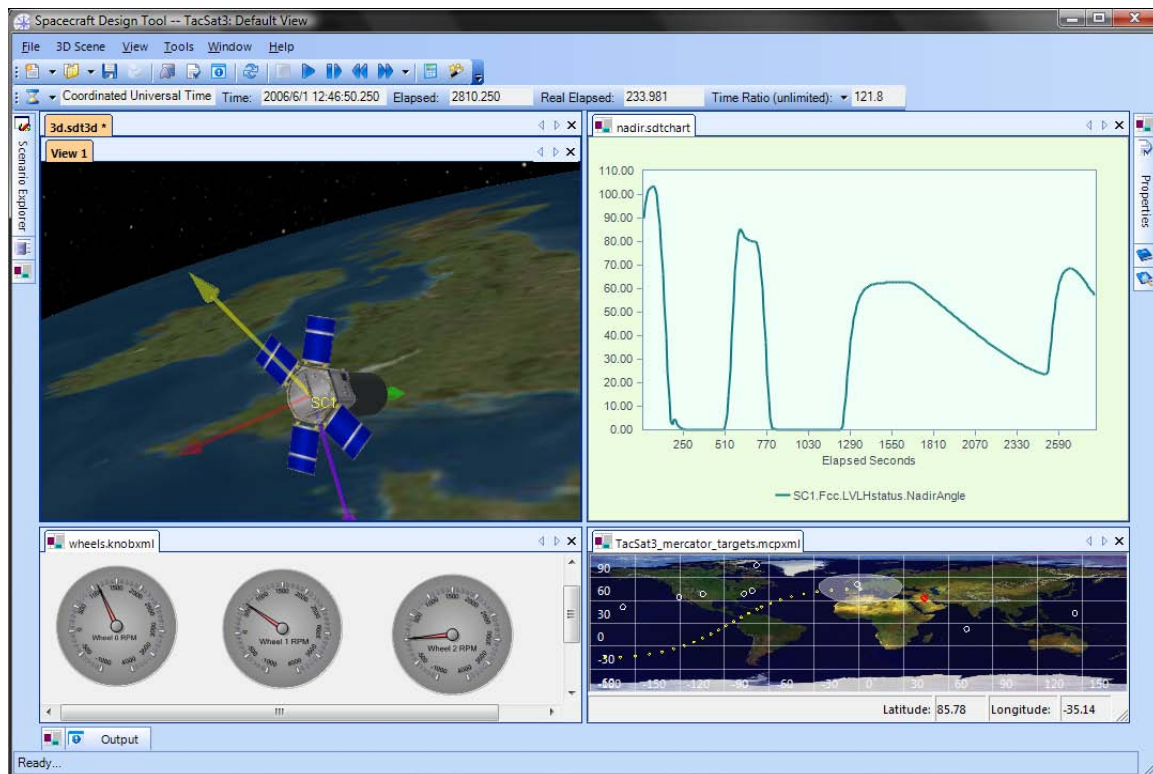 Spacecraft Design Tool -- TacSat3: Default View
File 3D Scene View Tools Window Help
Coordinated Universal Time Time: 2006/6/1 12:46:50.250 Elapsed: 2810.250 Real Elapsed: 233.981 Time Ratio (unlimited): 121.8
Scenario Explorer
3d.sdt3d *
View 1
SC1
nadir.sdtchart
110.00
100.00
90.00
80.00
70.00
60.00
50.00
40.00
30.00
20.00
10.00
0.00
250 510 770 1030 1290 1550 1810 2070 2330 2590
Elapsed Seconds
SC1.Fcc.LVLHstatus.NadirAngle
Properties
wheels.knobxml
Wheel 0 RPM
Wheel 1 RPM
Wheel 2 RPM
TacSat3_mercator_targets.mcpxml
90
60
30
0
-30
-150 -120 -90 -60 -30 0 30 60 90 120 150
Latitude: 85.78 Longitude: -35.14
Output
Ready...